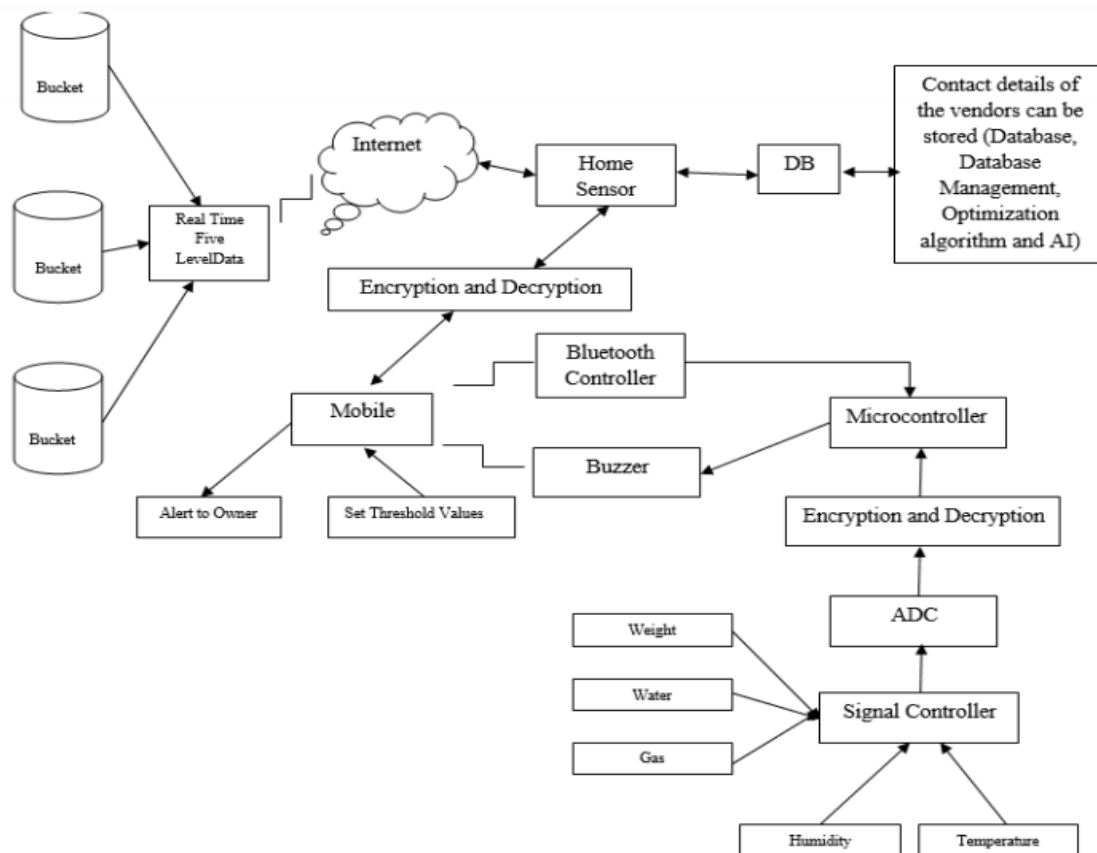 Bucket
Internet
Home
Sensor
DB
Contact details of
the vendors can be
stored (Database,
Database
Management,
Optimization
algorithm and AI)
Bucket
Real Time
Five
LevelData
Encryption and Decryption
Bluetooth
Controller
Mobile
Microcontroller
Bucket
Buzzer
Alert to Owner
Set Threshold Values
Encryption and Decryption
ADC
Weight
Water
Signal Controller
Gas
Humidity
Temperature